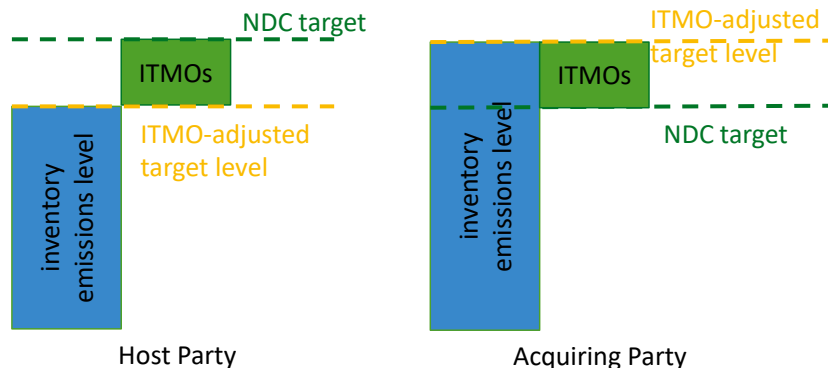 NDC target
ITMOs
ITMO-adjusted
target level
inventory
emissions level
Host Party
ITMO-adjusted
target level
ITMOs
NDC target
inventory
emissions level
Acquiring Party